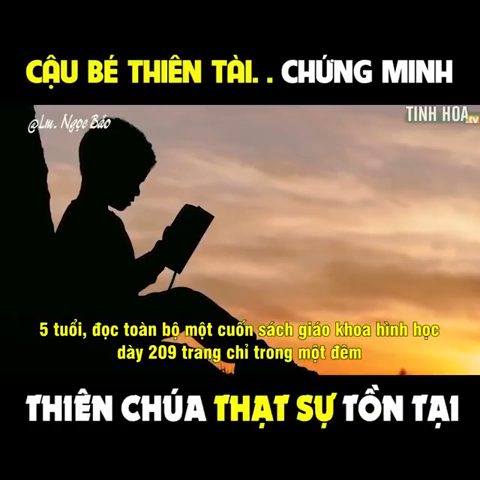 CẬU BÉ THIÊN TÀI. . CHỨNG MINH
TINH HOA.tv
@Lm. Ngọc Bảo
5 tuổi, đọc toàn bộ một cuốn sách giáo khoa hình học
dày 209 trang chỉ trong một đêm
THIÊN CHÚA THẬT SỰ TỒN TẠI